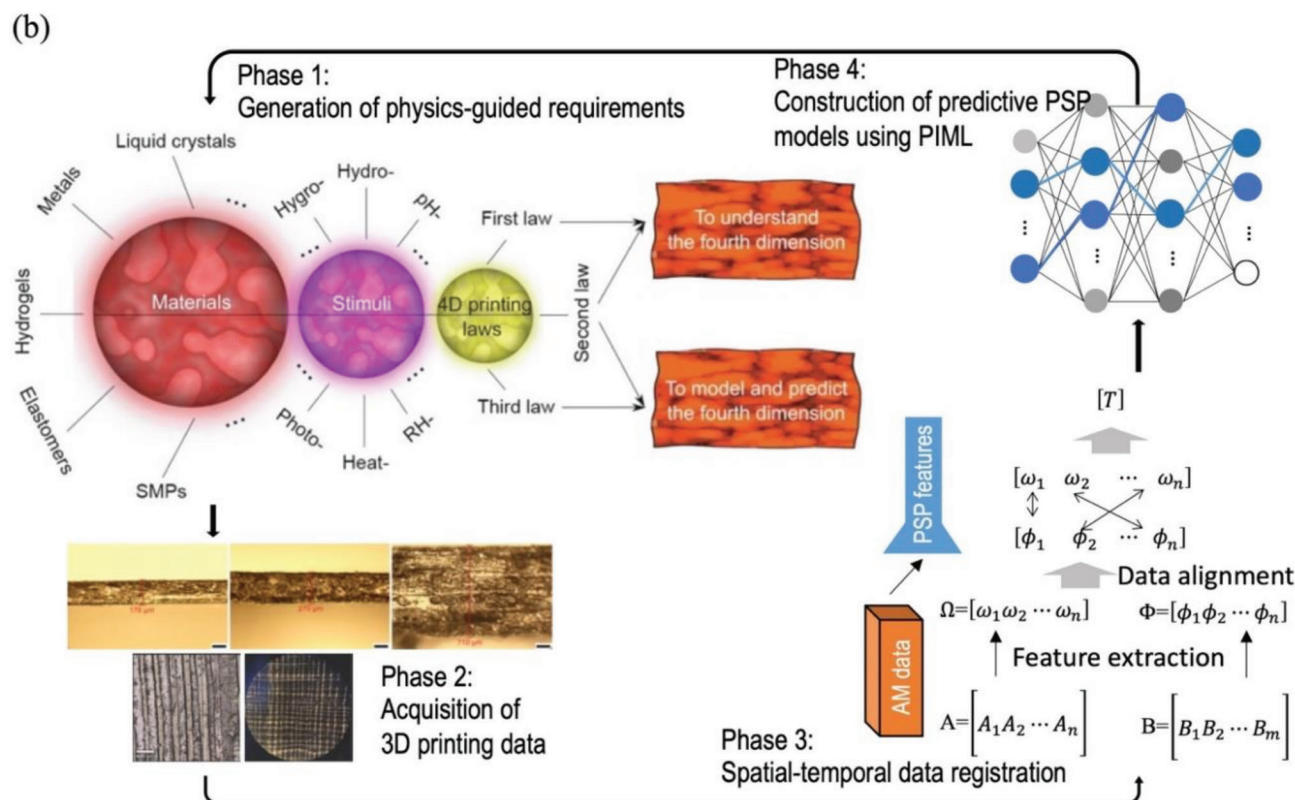 (b)
Phase 1:
Generation of physics-guided requirements
Liquid crystals
Metals
Hydrogels
Elastomers
SMPs
...
...
Materials
Hygro-
Hydro-
pH-
...
...
Stimuli
...
...
Photo-
Heat-
RH-
4D printing
laws
First law
Second law
Third law
To understand
the fourth dimension
To model and predict
the fourth dimension
Phase 2:
Acquisition of
3D printing data
178 µm
Phase 3:
Spatial-temporal data registration
AM data
PSP features
A=[A₁A₂ ⋯ Aₙ]
B=[B₁B₂ ⋯ Bₘ]
Feature extraction
Ω=[ω₁ω₂ ⋯ ωₙ]
Φ=[ϕ₁ϕ₂ ⋯ ϕₙ]
Data alignment
[ω₁ ω₂ ⋯ ωₙ]
[ϕ₁ ϕ₂ ⋯ ϕₙ]
[T]
Phase 4:
Construction of predictive PSP
models using PIML